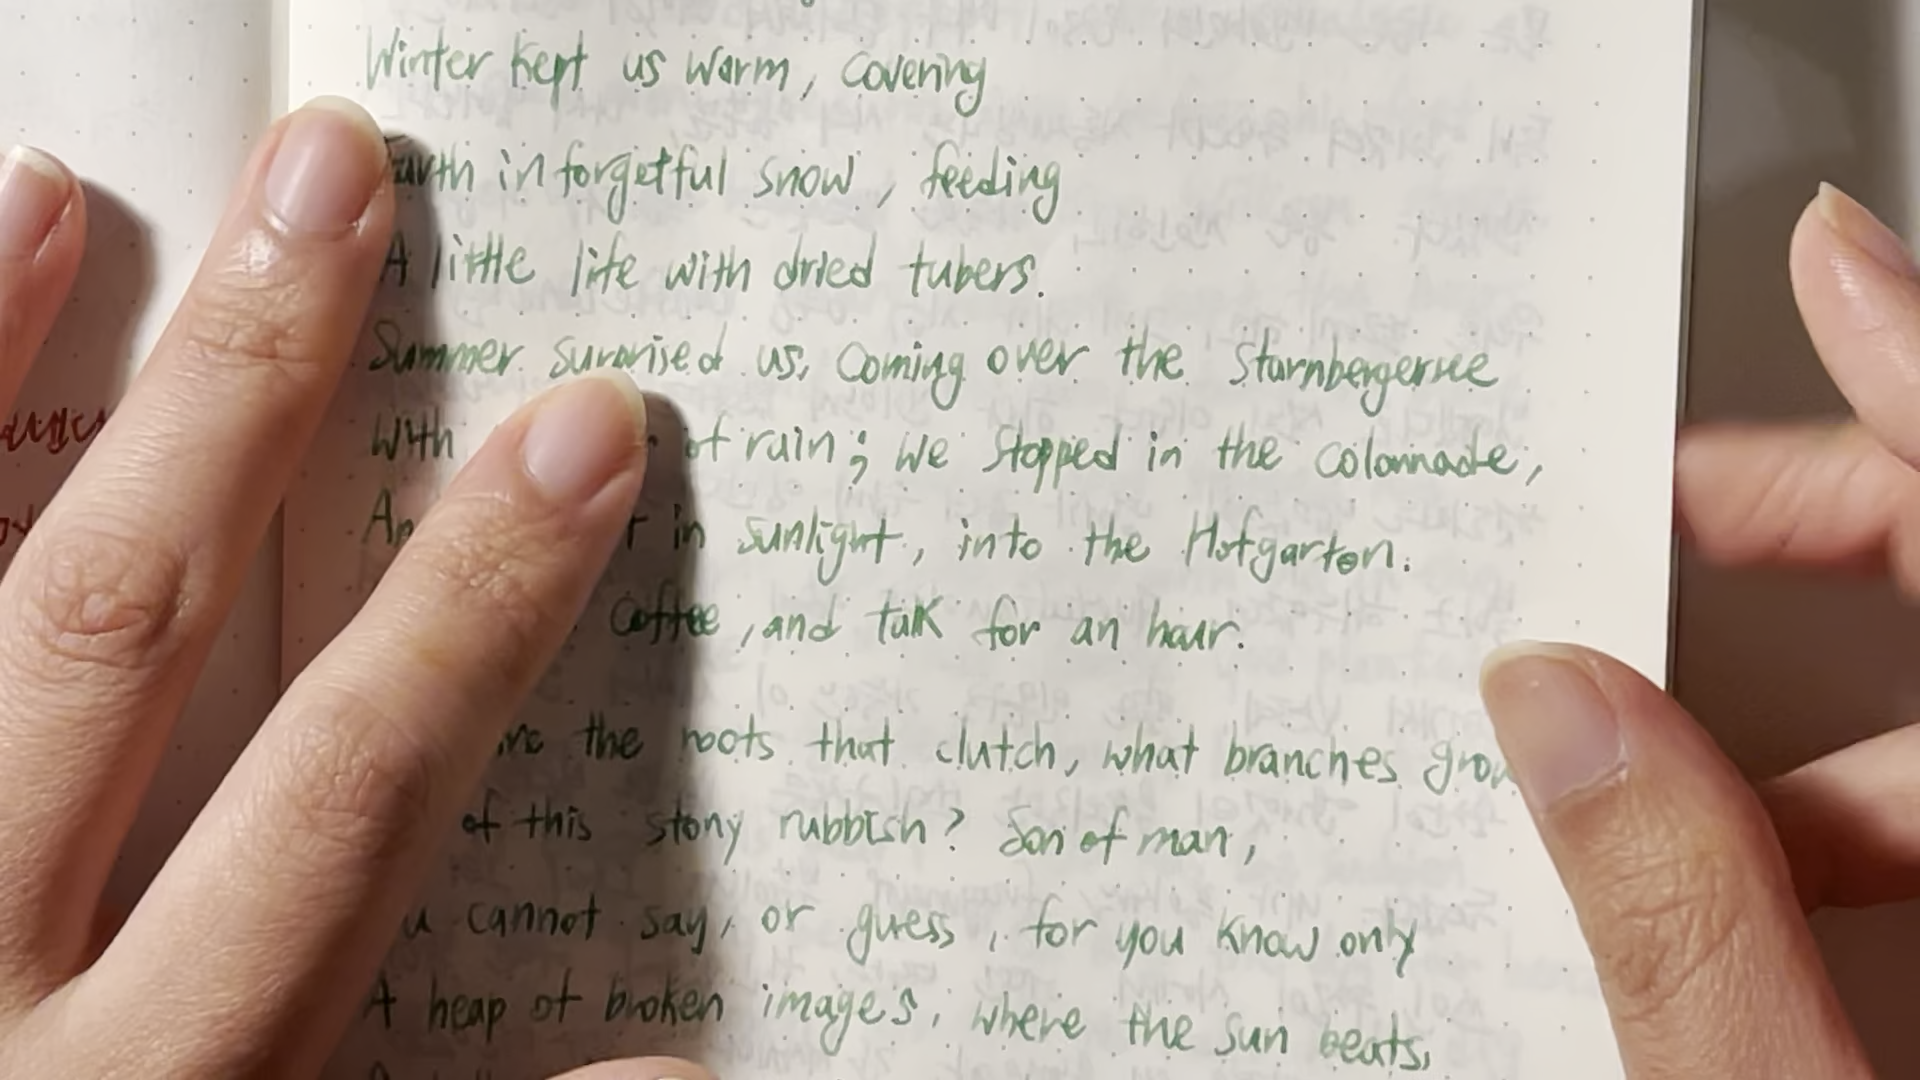 Winter kept us warm, covering
Earth in forgetful snow, feeding
A little life with dried tubers.
Summer surprised us, coming over the Starnbergersee
With of rain; we stopped in the colonnade,
in sunlight, into the Hofgarten.
coffee, and talk for an hour.
the roots that clutch, what branches grow
of this stony rubbish? Son of man,
cannot say, or guess, for you know only
A heap of broken images, where the sun beats,